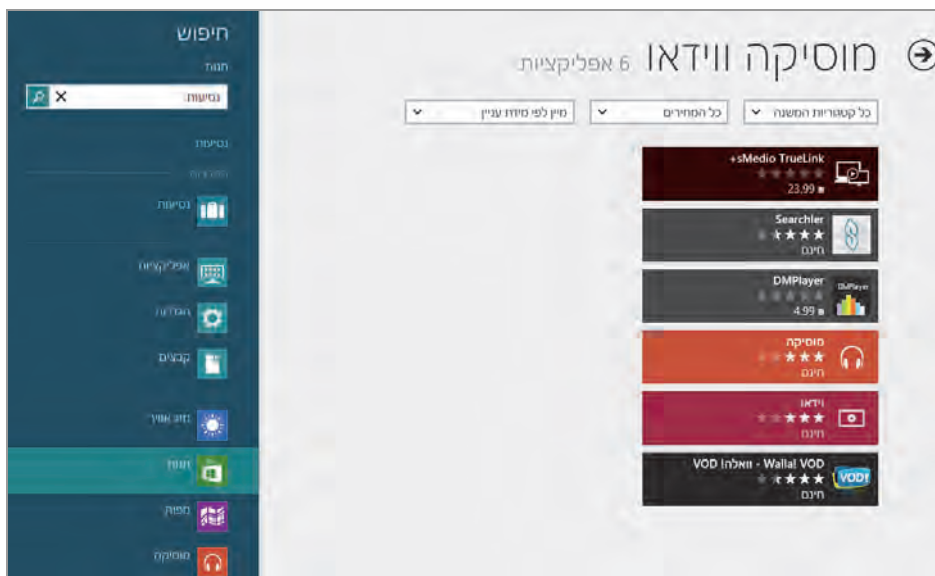 מוסיקה ווידאו 6 אפליקציות
כל קטגוריות המשנה
כל המחירים
מיין לפי מידת עניין
sMedio TrueLink+
₪ 23.99
Searchler
חינם
DMPlayer
DMPlayer
₪ 4.99
מוסיקה
חינם
וידאו
חינם
וואלה! VOD - Walla! VOD
VOD!
חינם
חיפוש
חנות
נסיעות
נסיעות
נסיעות
אפליקציות
הגדרות
קבצים
מזג אוויר
חנות
מפות
מוסיקה